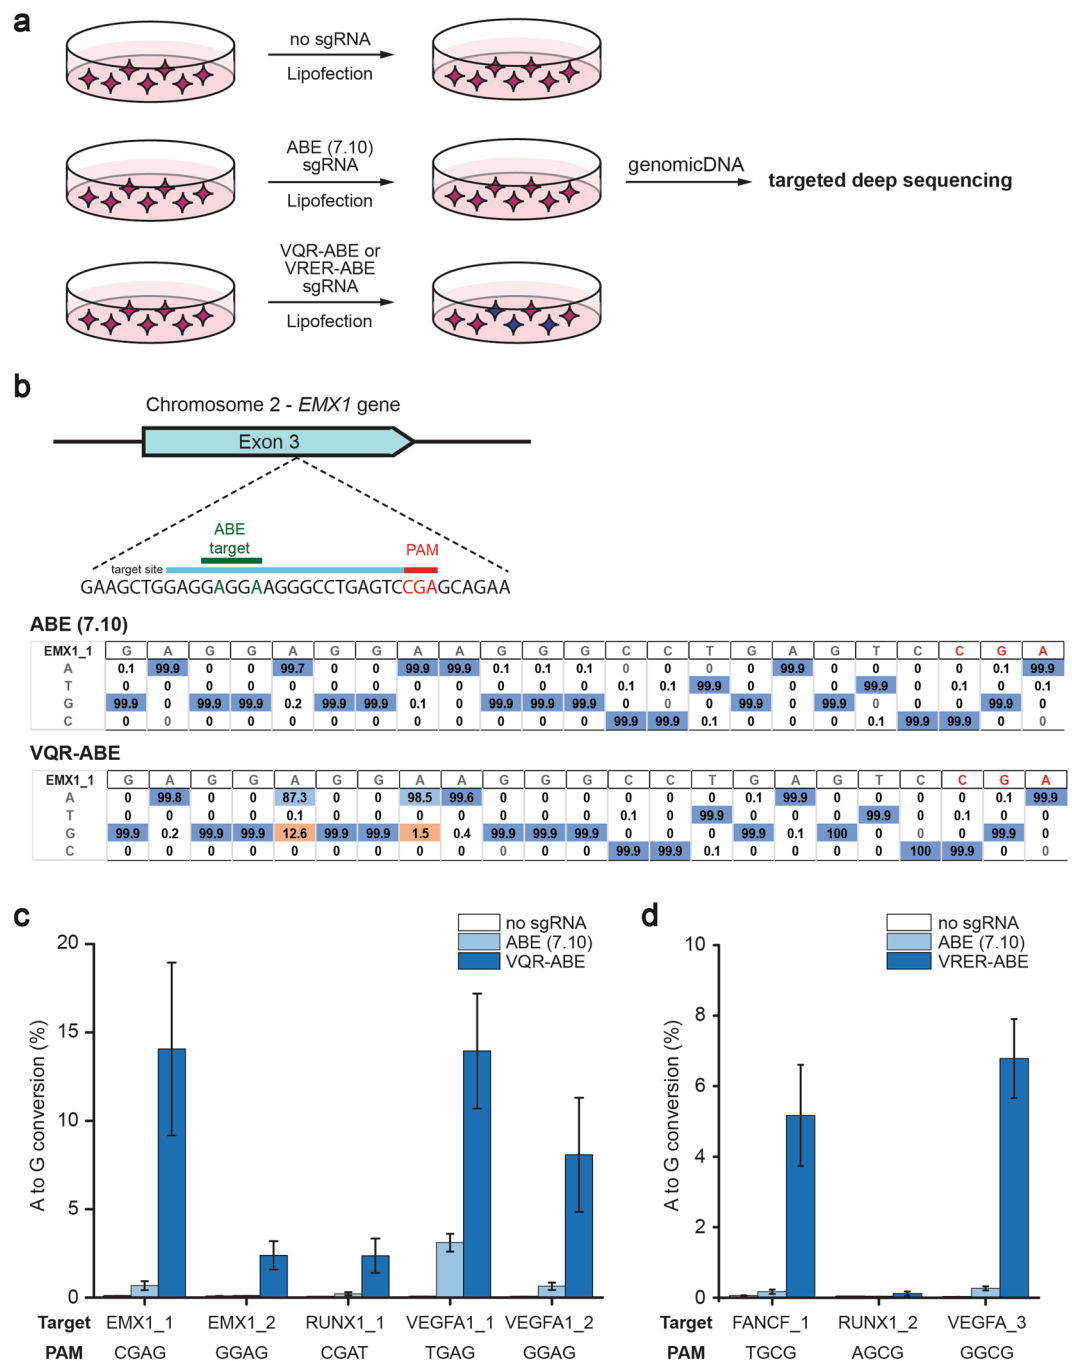 a
no sgRNA
Lipofection
ABE (7.10)
sgRNA
Lipofection
genomicDNA
targeted deep sequencing
VQR-ABE or
VRER-ABE
sgRNA
Lipofection
b
Chromosome 2 - EMX1 gene
Exon 3
ABE
target
PAM
target site
GAAGCTGGAGGAGGAAGGGCCTGAGTCCGAGCAGAA
ABE (7.10)
EMX1_1 G A G G A G G A A G G G C C T G A G T C C G A
A 0.1 99.9 0 0 99.7 0 0 99.9 99.9 0.1 0.1 0.1 0 0 0 0.1 99.9 0 0 0 0 0.1 99.9
T 0 0 0 0 0 0 0 0 0 0 0 0 0.1 0.1 99.9 0 0 0 99.9 0 0.1 0 0.1
G 99.9 0 99.9 99.9 0.2 99.9 99.9 0.1 0 99.9 99.9 99.9 0 0 0 99.9 0 99.9 0 0 0 99.9 0
C 0 0 0 0 0 0 0 0 0 0 0 0 99.9 99.9 0.1 0 0 0 0.1 99.9 99.9 0 0
VQR-ABE
EMX1_1 G A G G A G G A A G G G C C T G A G T C C G A
A 0 99.8 0 0 87.3 0 0 98.5 99.6 0 0 0 0 0 0 0.1 99.9 0 0 0 0 0.1 99.9
T 0 0 0 0 0.1 0 0 0 0 0 0 0 0.1 0 99.9 0 0 0 99.9 0 0.1 0 0
G 99.9 0.2 99.9 99.9 12.6 99.9 99.9 1.5 0.4 99.9 99.9 99.9 0 0 0 99.9 0.1 100 0 0 0 99.9 0
C 0 0 0 0 0 0 0 0 0 0 0 0 99.9 99.9 0.1 0 0 0 0 100 99.9 0 0
c
no sgRNA
ABE (7.10)
VQR-ABE
A to G conversion (%)
20
15
10
5
0
Target EMX1_1 EMX1_2 RUNX1_1 VEGFA1_1 VEGFA1_2
PAM CGAG GGAG CGAT TGAG GGAG
d
no sgRNA
ABE (7.10)
VRER-ABE
A to G conversion (%)
10
8
6
4
2
0
Target FANCF_1 RUNX1_2 VEGFA_3
PAM TGCG AGCG GGCG